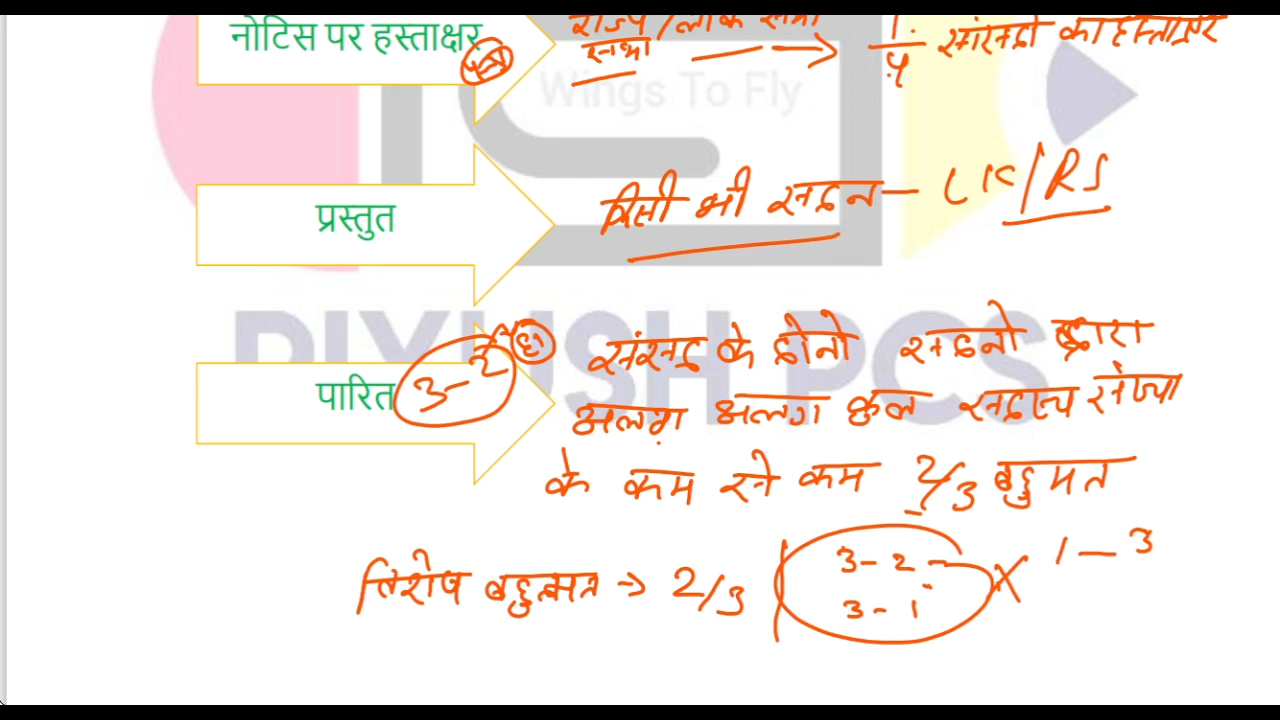 नोटिस पर हस्ताक्षर
राज्य / लोक सभा
सभा
1/4 सांसदों का हस्ताक्षर
Wings To Fly
प्रस्तुत
किसी भी सदन — LS/RS
PIYUSH PCS
पारित
3-2
संसद के दोनों सदनों द्वारा
अलग अलग कुल सदस्य संख्या
के कम से कम 2/3 बहुमत
विशेष बहुमत → 2/3
3-2
3-1
× 1-3